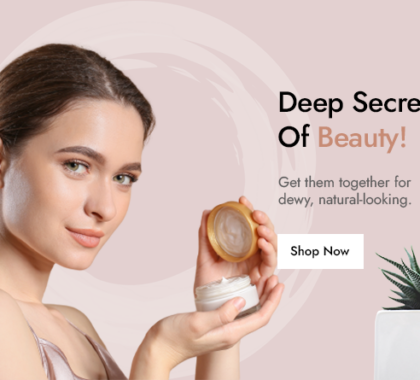 Deep Secre
Of Beauty!
Get them together for
dewy, natural-looking.
Shop Now